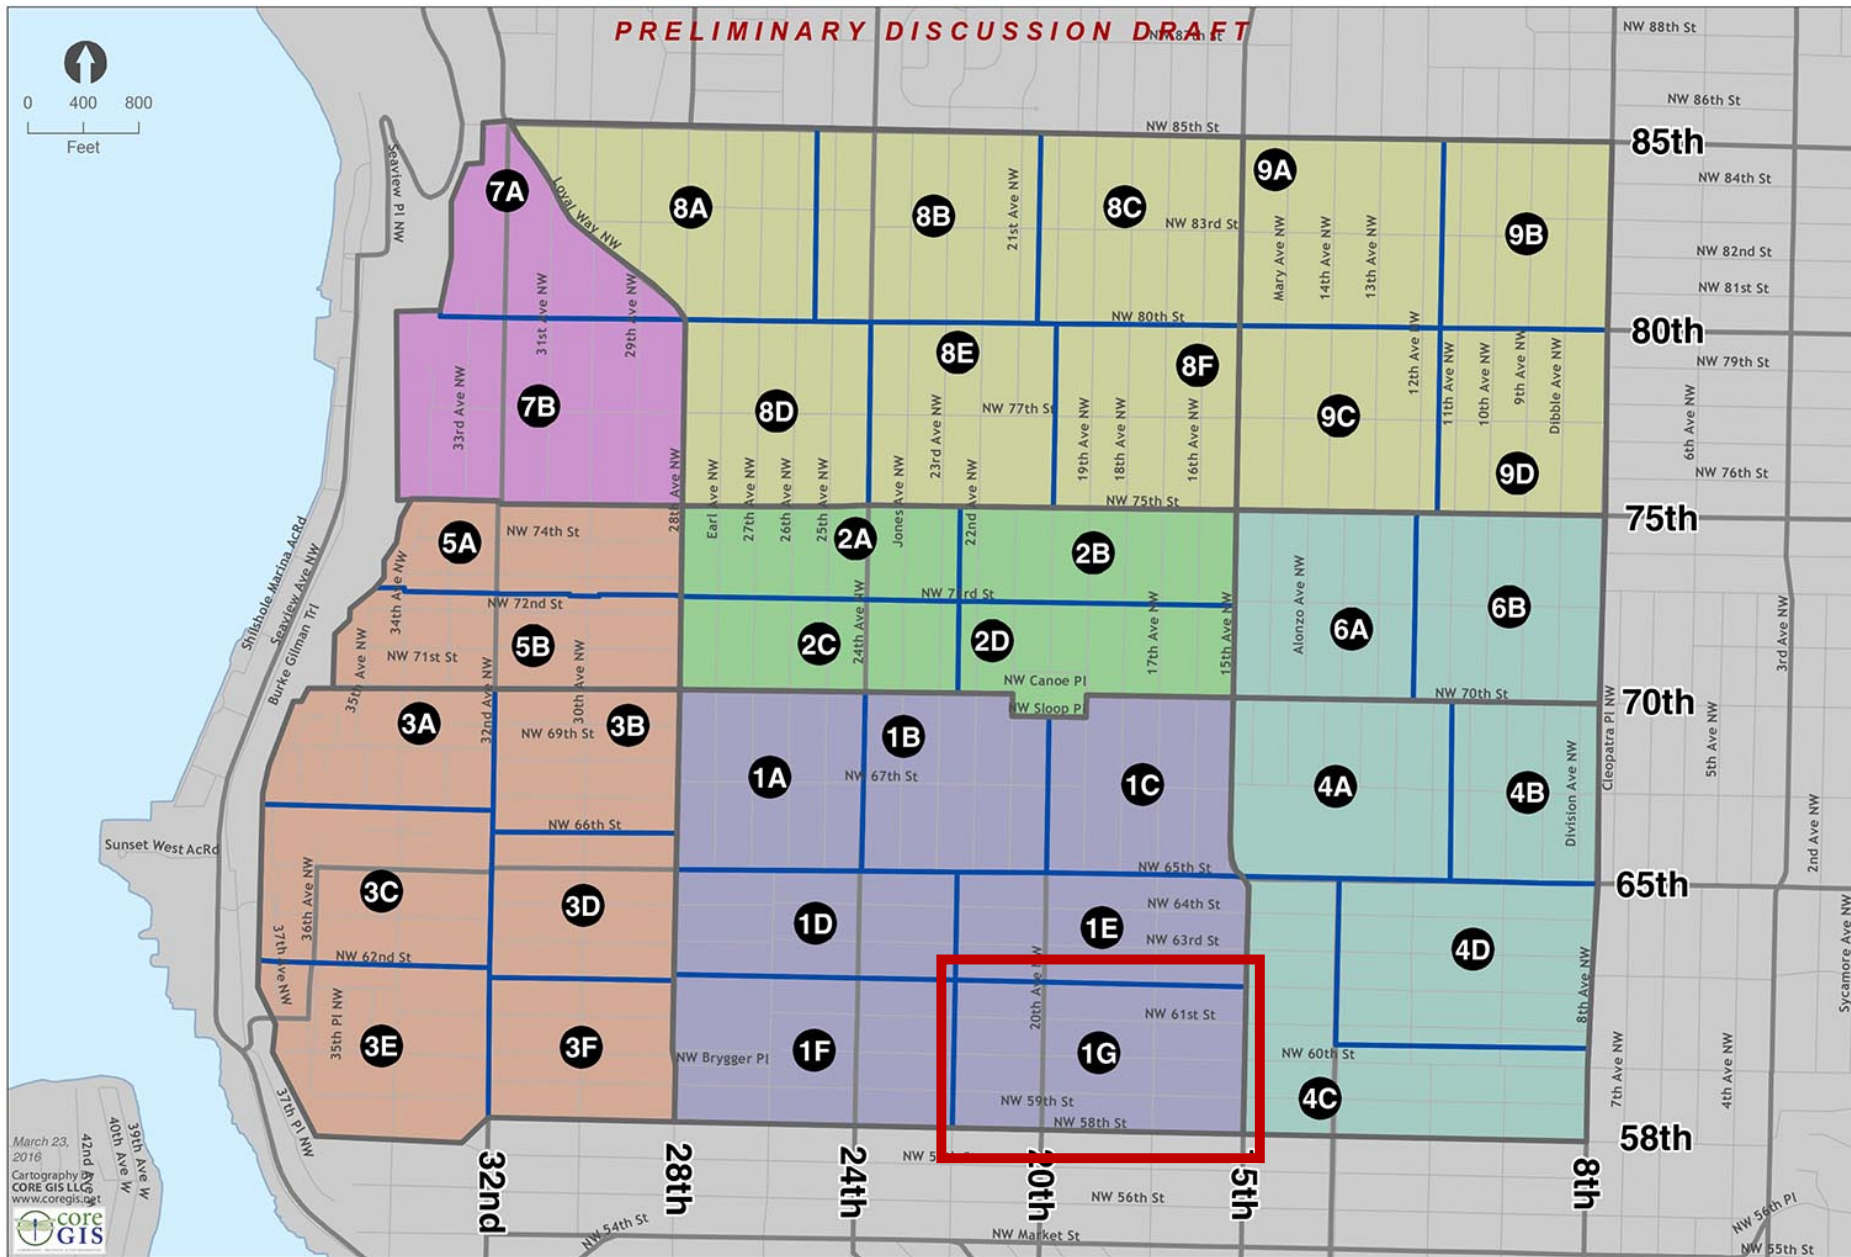 PRELIMINARY DISCUSSION DRAFT
NW 87th St
NW 88th St
0 400 800
Feet
NW 86th St
NW 85th St
85th
Seaview Pl NW
7A
8A
8B
8C
9A
9B
Loyal Way NW
21st Ave NW
NW 83rd St
NW 84th St
Mary Ave NW
14th Ave NW
13th Ave NW
NW 82nd St
NW 81st St
31st Ave NW
29th Ave NW
NW 80th St
80th
12th Ave NW
8E
8F
NW 79th St
33rd Ave NW
7B
8D
NW 77th St
9C
11th Ave NW
10th Ave NW
9th Ave NW
Dibble Ave NW
6th Ave NW
23rd Ave NW
19th Ave NW
18th Ave NW
16th Ave NW
9D
NW 76th St
28th Ave NW
Earl Ave NW
27th Ave NW
26th Ave NW
25th Ave NW
Jones Ave NW
22nd Ave NW
NW 75th St
75th
5A
NW 74th St
2A
2B
Shilshole Marina AcRd
Seaview Ave NW
Burke Gilman Trl
34th Ave NW
NW 72nd St
NW 73rd St
Alonzo Ave NW
6A
6B
3rd Ave NW
5B
2C
24th Ave NW
2D
17th Ave NW
15th Ave NW
NW 71st St
35th Ave NW
32nd Ave NW
30th Ave NW
NW Canoe Pl
NW Sloop P
NW 70th St
70th
Cleopatra Pl NW
5th Ave NW
3A
3B
NW 69th St
1A
1B
NW 67th St
1C
4A
4B
Division Ave NW
2nd Ave NW
Sunset West AcRd
NW 66th St
NW 65th St
65th
36th Ave NW
3C
3D
1D
1E
NW 64th St
NW 63rd St
4D
Sycamore Ave NW
37th Ave NW
NW 62nd St
20th Ave NW
8th Ave NW
35th Pl NW
3E
3F
NW Brygger Pl
1F
1G
NW 61st St
NW 60th St
4C
7th Ave NW
4th Ave NW
NW 59th St
NW 58th St
58th
37th Pl NW
March 23,
2016
42nd Ave W
40th Ave W
39th Ave W
Cartography by
CORE GIS LLC
www.coregis.net
core
GIS
32nd
28th
24th
20th
5th
8th
NW 56th St
NW 54th St
NW Market St
NW 56th Pl
NW 55th St